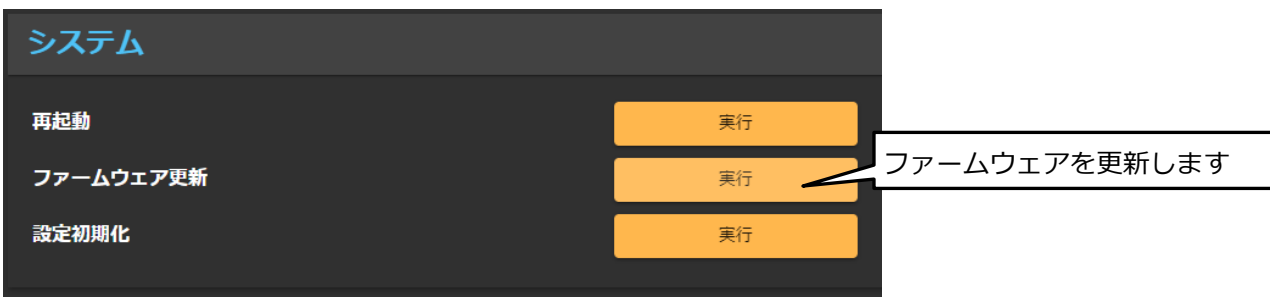 システム
再起動
実行
ファームウェア更新
実行
ファームウェアを更新します
設定初期化
実行